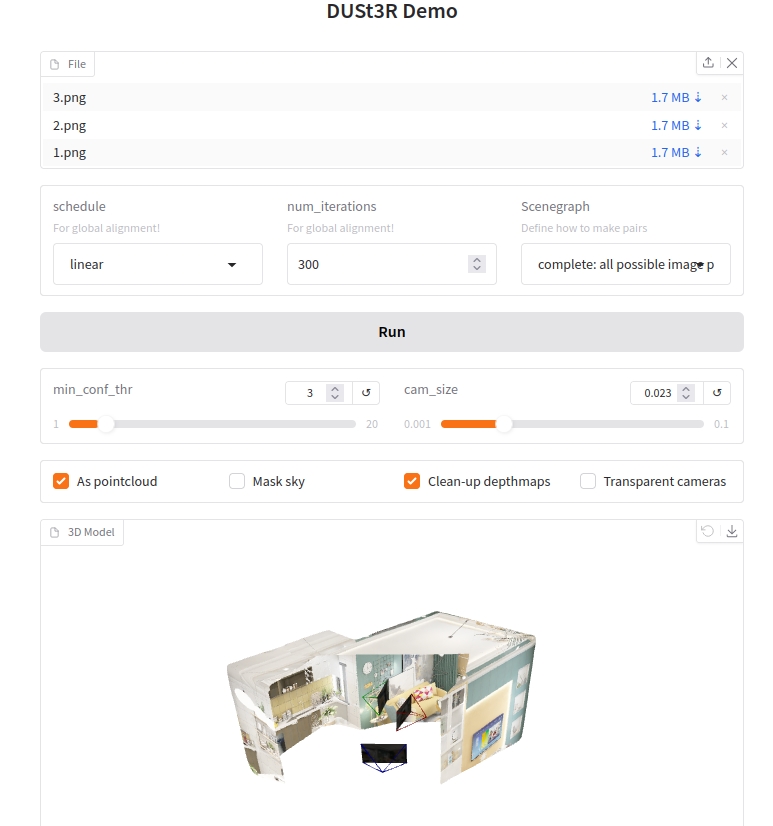 DUSt3R Demo
File
3.png 1.7 MB ⇣ ×
2.png 1.7 MB ⇣ ×
1.png 1.7 MB ⇣ ×
schedule num_iterations Scenegraph
For global alignment! For global alignment! Define how to make pairs
linear 300 complete: all possible image p
Run
min_conf_thr 3 cam_size 0.023
1 20 0.001 0.1
As pointcloud Mask sky Clean-up depthmaps Transparent cameras
3D Model